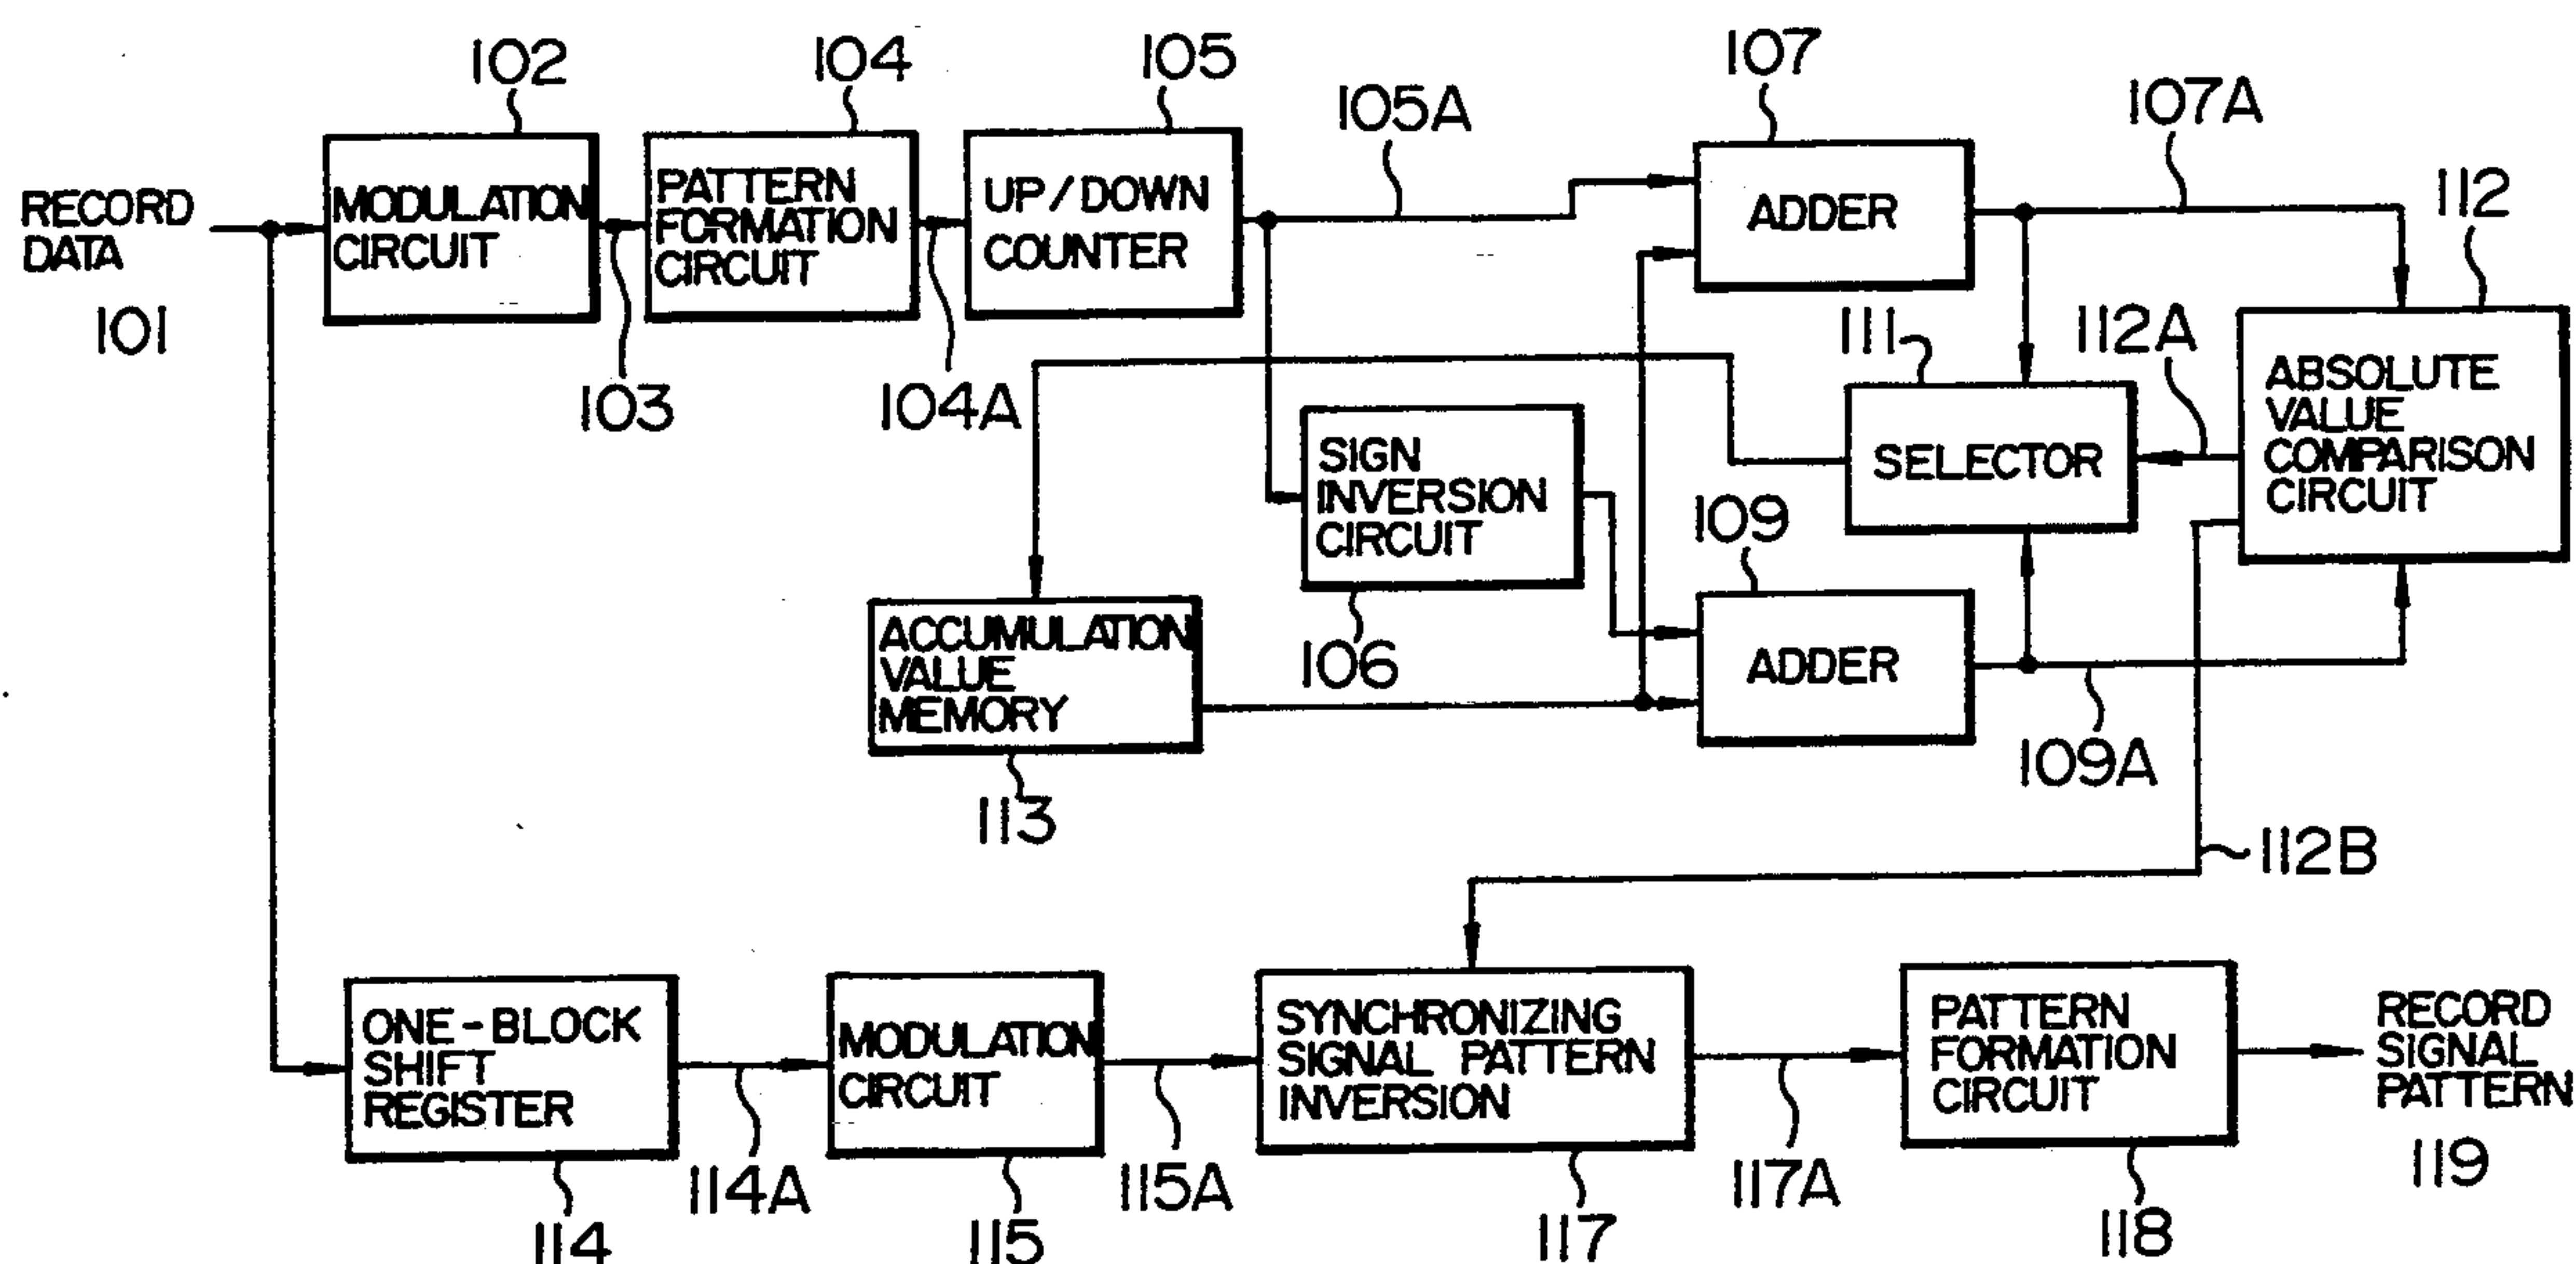 102
104
105
105A
107
107A
112
RECORD
DATA
101
MODULATION
CIRCUIT
103
PATTERN
FORMATION
CIRCUIT
104A
UP/DOWN
COUNTER
ADDER
111
112A
SELECTOR
ABSOLUTE
VALUE
COMPARISON
CIRCUIT
SIGN
INVERSION
CIRCUIT
106
109
ADDER
109A
ACCUMULATION
VALUE
MEMORY
113
112B
ONE-BLOCK
SHIFT
REGISTER
114
114A
MODULATION
CIRCUIT
115
115A
SYNCHRONIZING
SIGNAL PATTERN
INVERSION
117
117A
PATTERN
FORMATION
CIRCUIT
118
RECORD
SIGNAL
PATTERN
119